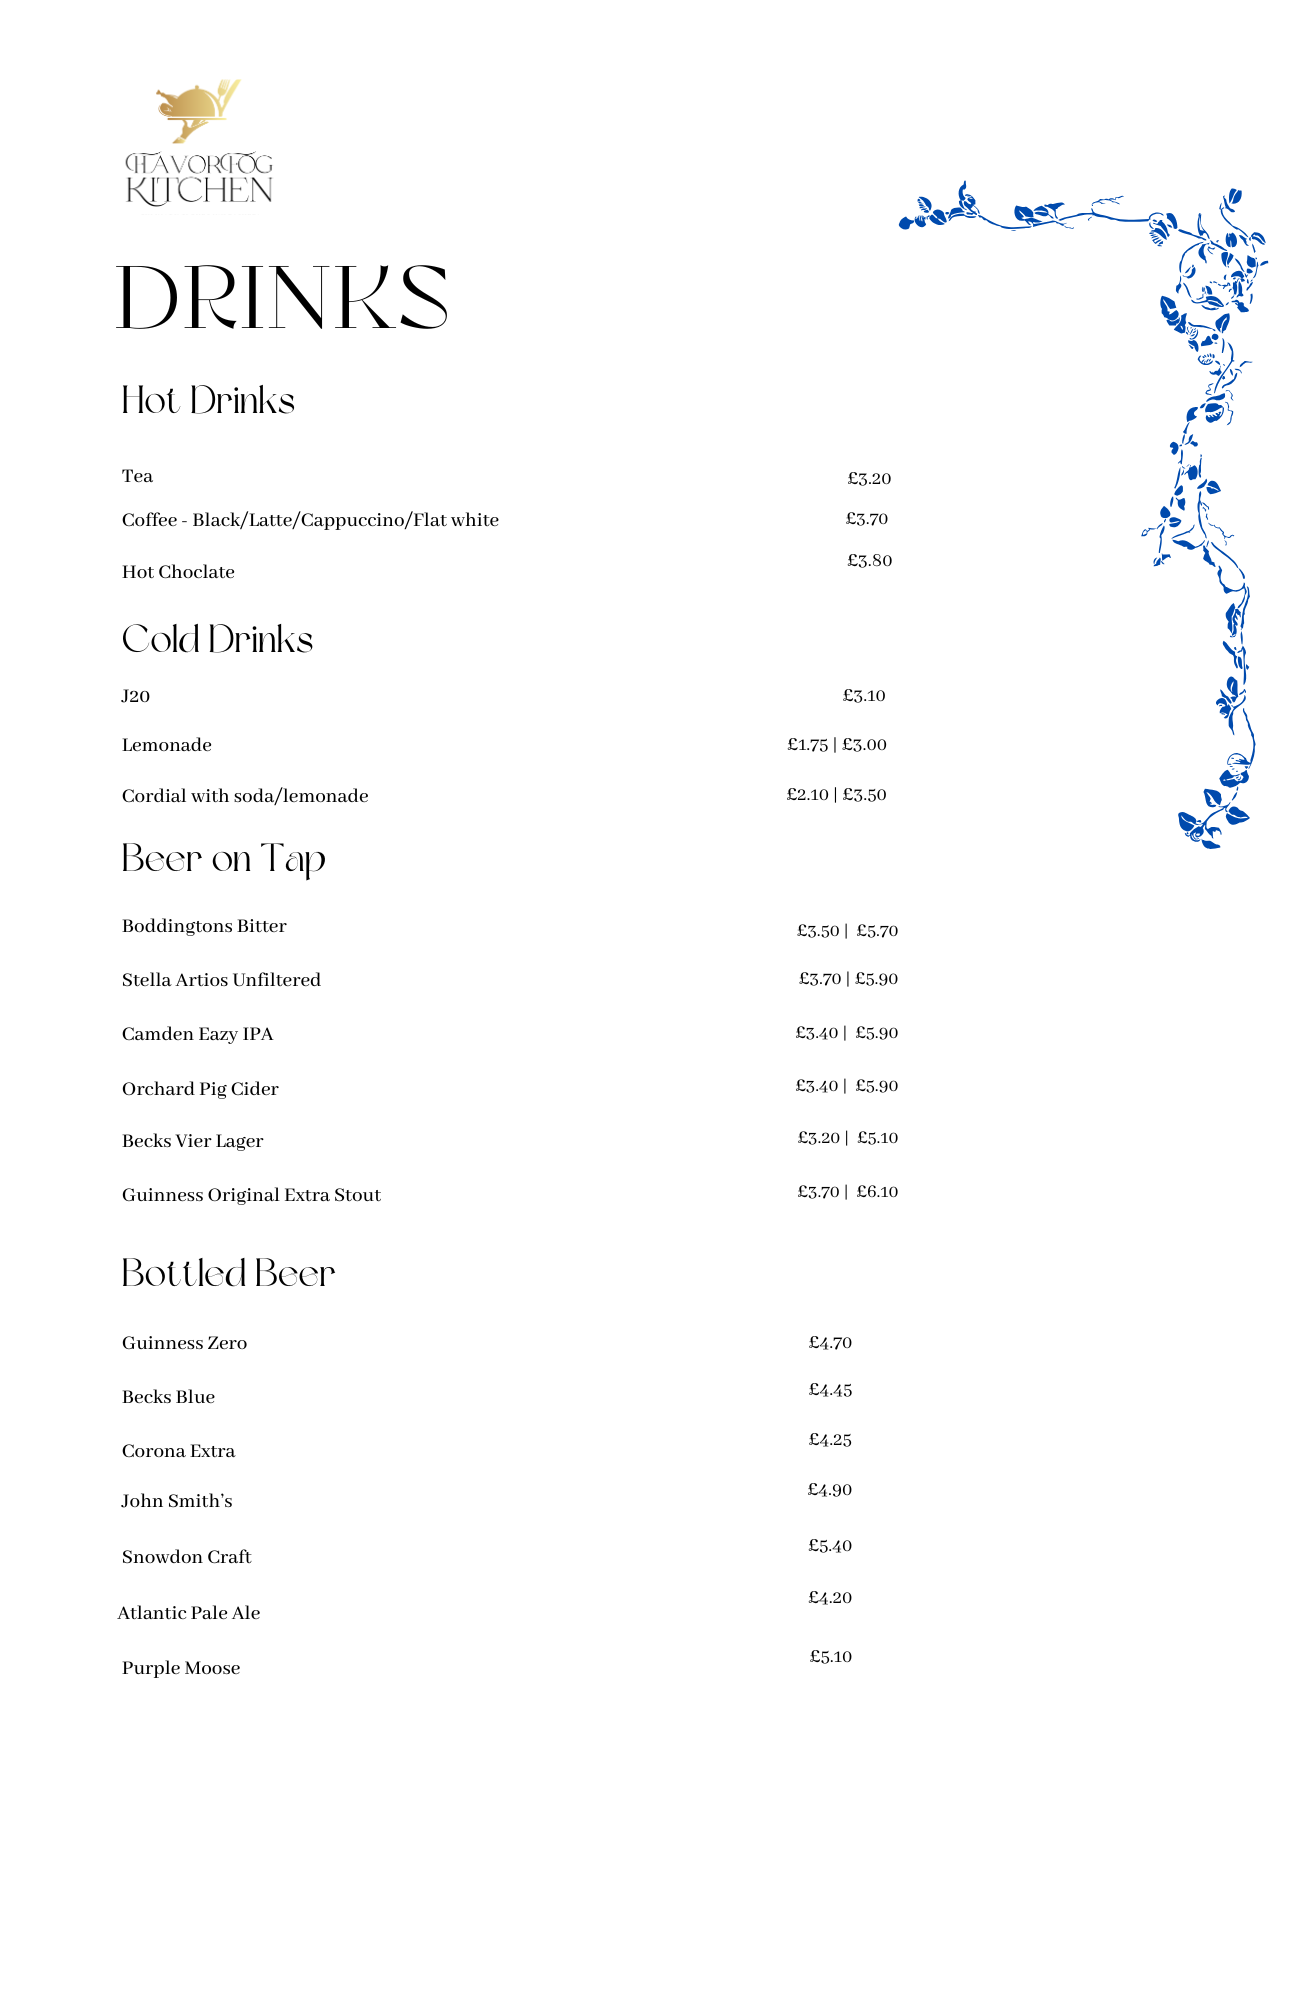 HAVORFOG
KITCHEN
DRINKS
Hot Drinks
Tea £3.20
Coffee - Black/Latte/Cappuccino/Flat white £3.70
Hot Choclate £3.80
Cold Drinks
J20 £3.10
Lemonade £1.75 | £3.00
Cordial with soda/lemonade £2.10 | £3.50
Beer on Tap
Boddingtons Bitter £3.50 | £5.70
Stella Artios Unfiltered £3.70 | £5.90
Camden Eazy IPA £3.40 | £5.90
Orchard Pig Cider £3.40 | £5.90
Becks Vier Lager £3.20 | £5.10
Guinness Original Extra Stout £3.70 | £6.10
Bottled Beer
Guinness Zero £4.70
Becks Blue £4.45
Corona Extra £4.25
John Smith’s £4.90
Snowdon Craft £5.40
Atlantic Pale Ale £4.20
Purple Moose £5.10